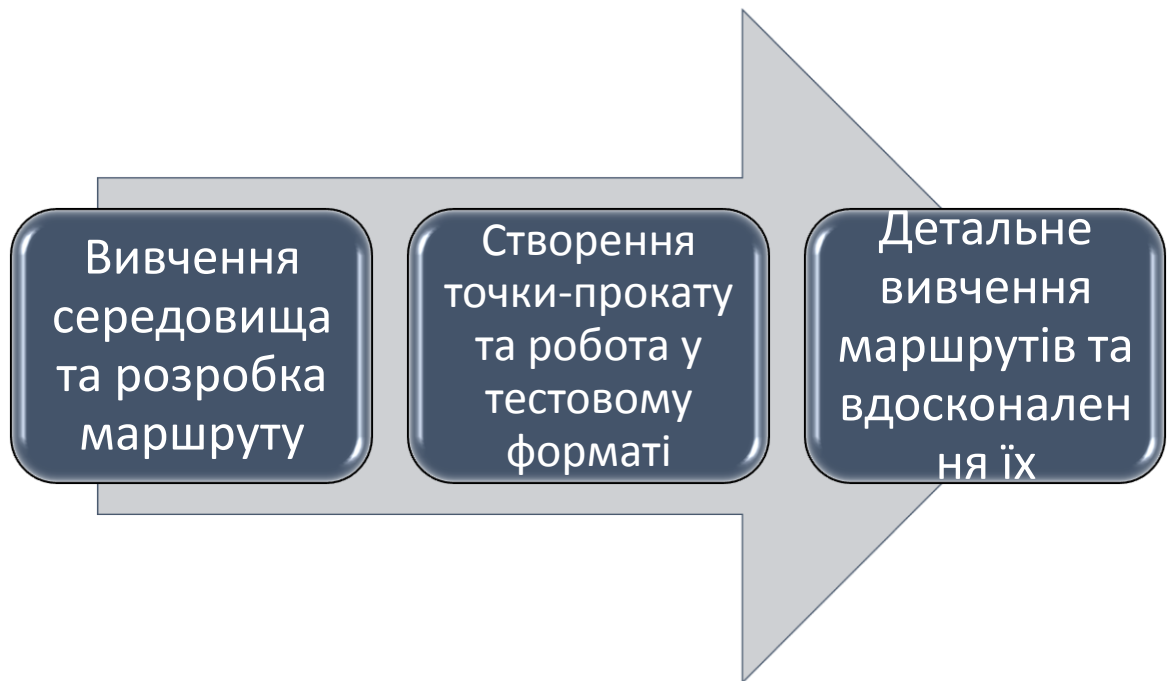 Вивчення
середовища
та розробка
маршруту
Створення
точки-прокату
та робота у
тестовому
форматі
Детальне
вивчення
маршрутів та
вдосконален
ня їх